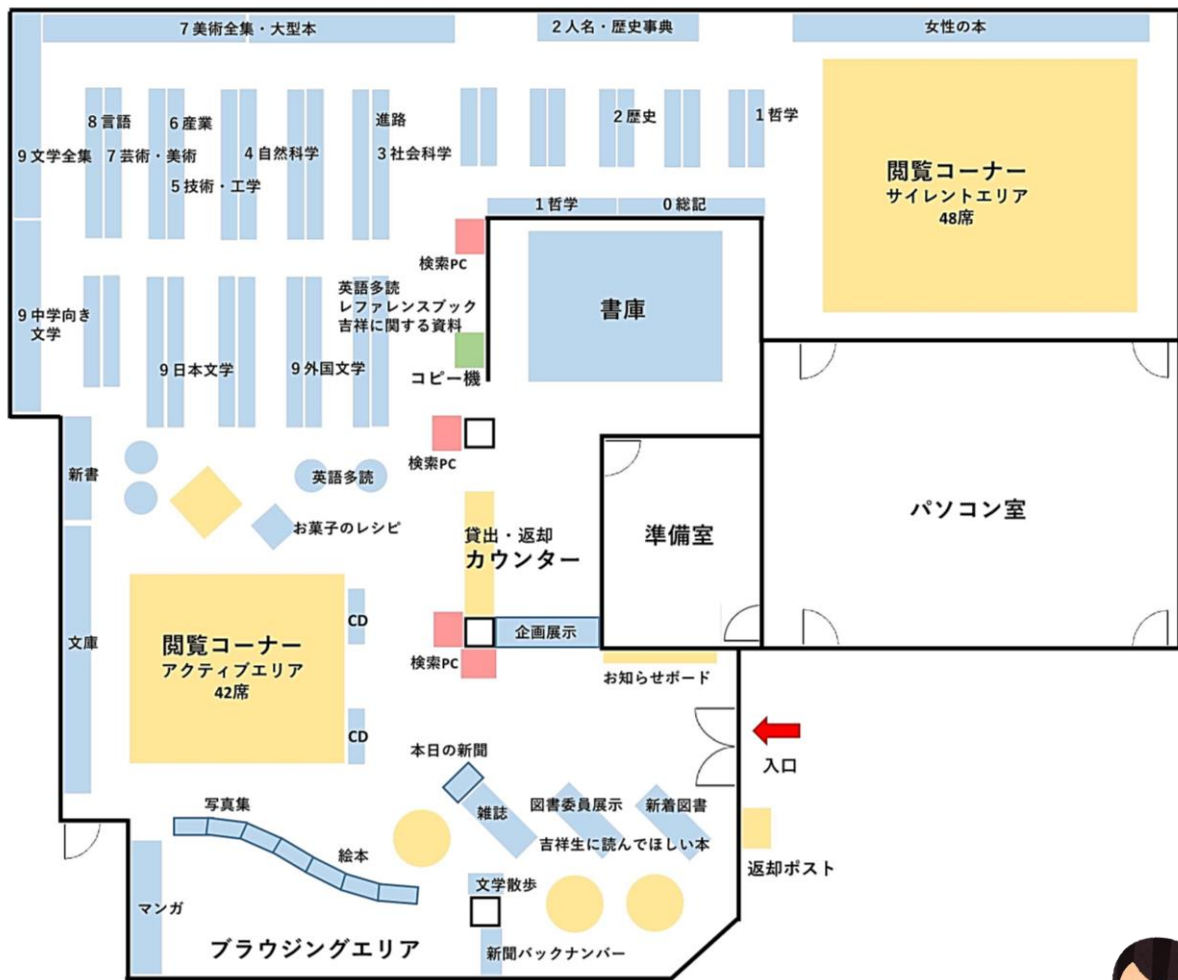 7 美術全集・大型本
2 人名・歴史事典
女性の本
8 言語
6 産業
進路
2 歴史
1 哲学
9 文学全集
7 芸術・美術
4 自然科学
3 社会科学
5 技術・工学
閲覧コーナー
サイレントエリア
48席
1 哲学
0 総記
検索PC
英語多読
レファレンスブック
吉祥に関する資料
書庫
9 中学向き
文学
9 日本文学
9 外国文学
コピー機
検索PC
新書
英語多読
お菓子のレシピ
貸出・返却
カウンター
準備室
パソコン室
文庫
閲覧コーナー
アクティブエリア
42席
CD
企画展示
検索PC
お知らせボード
CD
本日の新聞
入口
写真集
雑誌
図書委員展示
新着図書
吉祥生に読んでほしい本
絵本
返却ポスト
文学散歩
マンガ
ブラウジングエリア
新聞バックナンバー